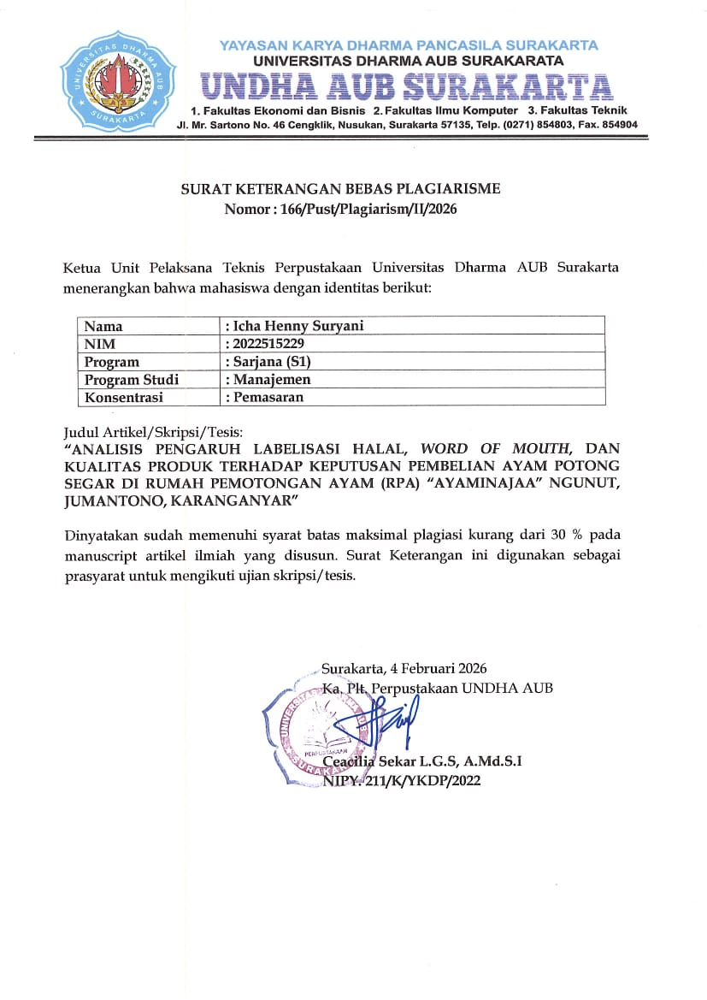 YAYASAN KARYA DHARMA PANCASILA SURAKARTA
UNIVERSITAS DHARMA AUB SURAKARATA
UNDHA AUB SURAKARTA
1. Fakultas Ekonomi dan Bisnis 2. Fakultas Ilmu Komputer 3. Fakultas Teknik
Jl. Mr. Sartono No. 46 Cengklik, Nusukan, Surakarta 57135, Telp. (0271) 854803, Fax. 854904
UNIVERSITAS DHARMA AUB
SURAKARTA
SURAT KETERANGAN BEBAS PLAGIARISME
Nomor : 166/Pust/Plagiarism/II/2026
Ketua Unit Pelaksana Teknis Perpustakaan Universitas Dharma AUB Surakarta
menerangkan bahwa mahasiswa dengan identitas berikut:
Nama : Icha Henny Suryani
NIM : 2022515229
Program : Sarjana (S1)
Program Studi : Manajemen
Konsentrasi : Pemasaran
Judul Artikel/Skripsi/Tesis:
“ANALISIS PENGARUH LABELISASI HALAL, WORD OF MOUTH, DAN
KUALITAS PRODUK TERHADAP KEPUTUSAN PEMBELIAN AYAM POTONG
SEGAR DI RUMAH PEMOTONGAN AYAM (RPA) “AYAMINAJAA” NGUNUT,
JUMANTONO, KARANGANYAR”
Dinyatakan sudah memenuhi syarat batas maksimal plagiasi kurang dari 30 % pada
manuscript artikel ilmiah yang disusun. Surat Keterangan ini digunakan sebagai
prasyarat untuk mengikuti ujian skripsi/tesis.
Surakarta, 4 Februari 2026
Ka. Plt. Perpustakaan UNDHA AUB
UNIVERSITAS DHARMA AUB
PERPUSTAKAAN
SURAKARTA
Ceacilia Sekar L.G.S, A.Md.S.I
NIPY. 211/K/YKDP/2022